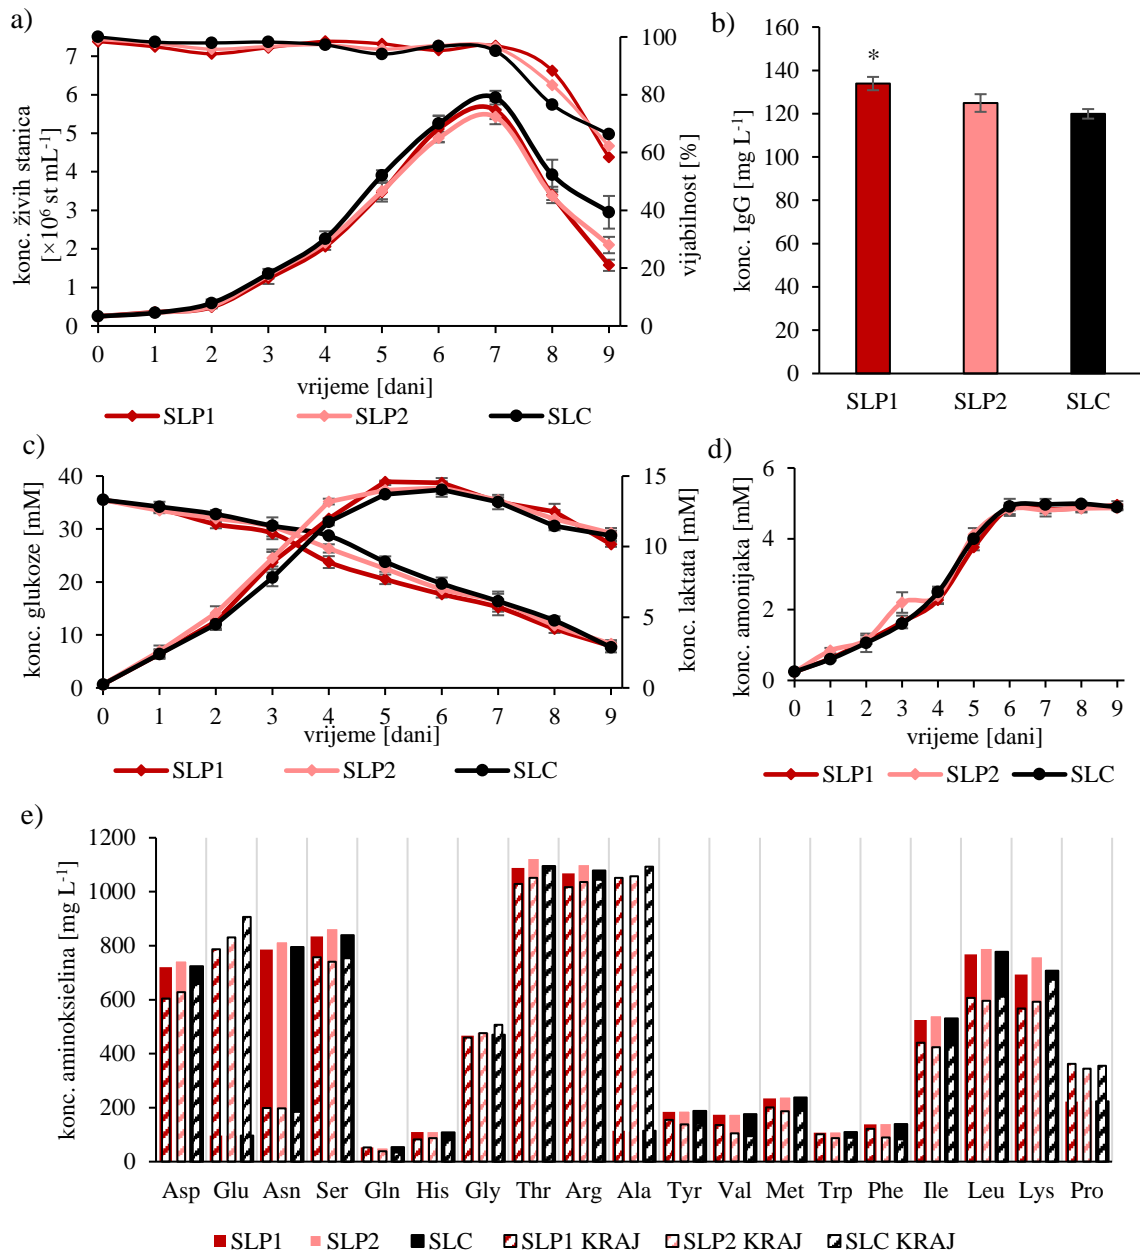 a)
konc. živih stanica
[×10⁶ st mL⁻¹]
7
6
5
4
3
2
1
0
100
80
60
40
20
0
vijabilnost [%]
0 1 2 3 4 5 6 7 8 9
vrijeme [dani]
SLP1 SLP2 SLC
b)
konc. IgG [mg L⁻¹]
160
140
120
100
80
60
40
20
0
*
SLP1 SLP2 SLC
c)
konc. glukoze [mM]
40
30
20
10
0
15
10
5
0
konc. laktata [mM]
0 1 2 3 4 5 6 7 8 9
vrijeme [dani]
SLP1 SLP2 SLC
d)
konc. amonijaka [mM]
6
4
2
0
0 1 2 3 4 5 6 7 8 9
vrijeme [dani]
SLP1 SLP2 SLC
e)
konc. aminoksielina [mg L⁻¹]
1200
1000
800
600
400
200
0
Asp Glu Asn Ser Gln His Gly Thr Arg Ala Tyr Val Met Trp Phe Ile Leu Lys Pro
SLP1 SLP2 SLC SLP1 KRAJ SLP2 KRAJ SLC KRAJ